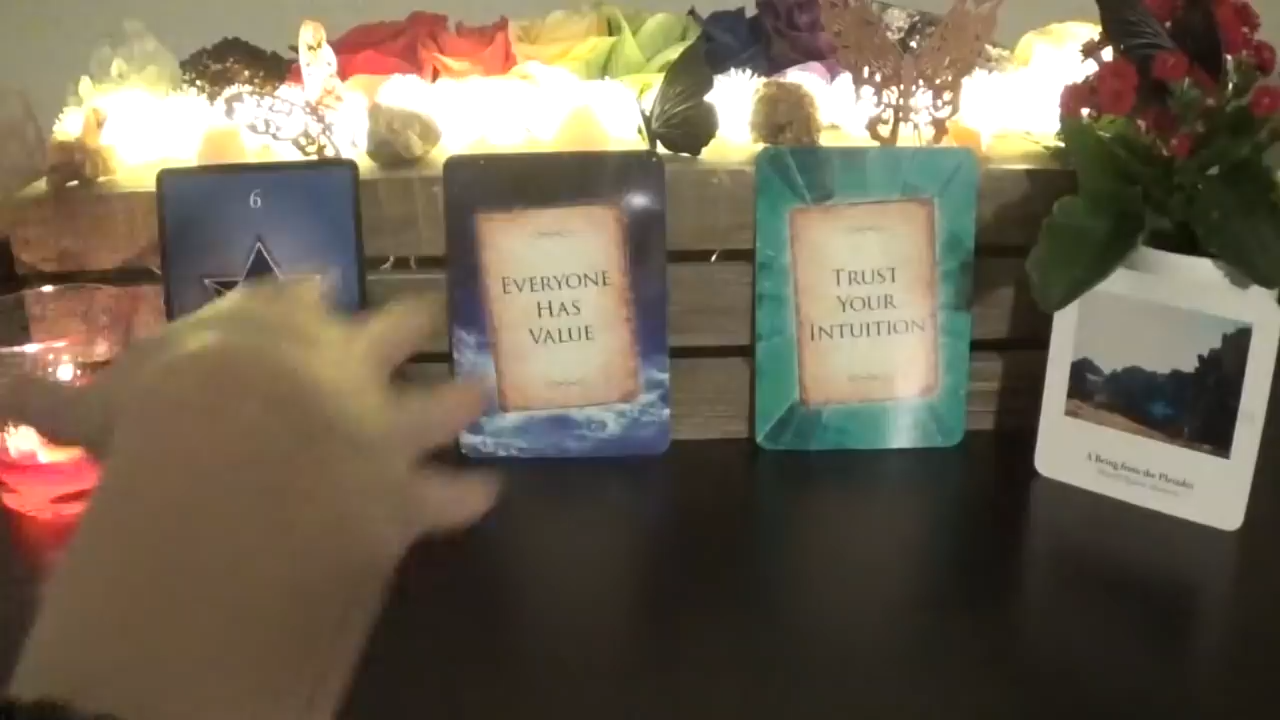 6
EVERYONE
HAS
VALUE
TRUST
YOUR
INTUITION
A Being from the Pleiades